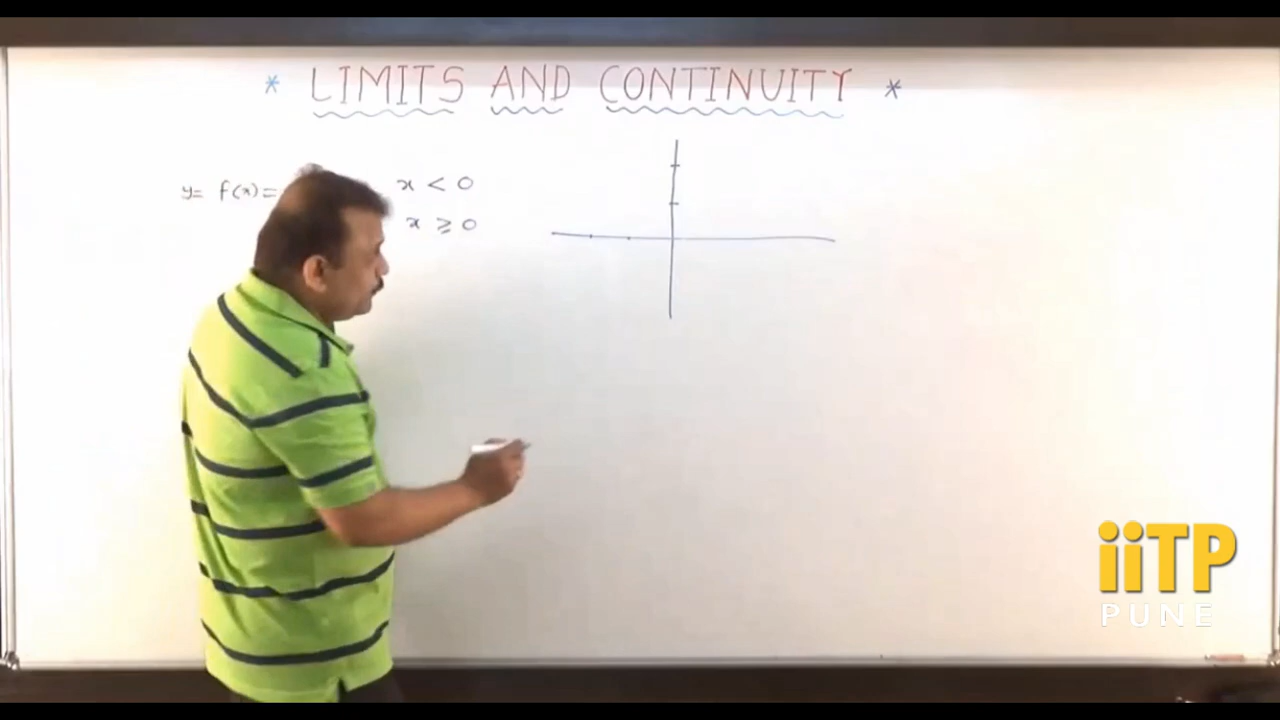 * LIMITS AND CONTINUITY *
y= f(x)=
x < 0
x ≥ 0
iiTP
PUNE